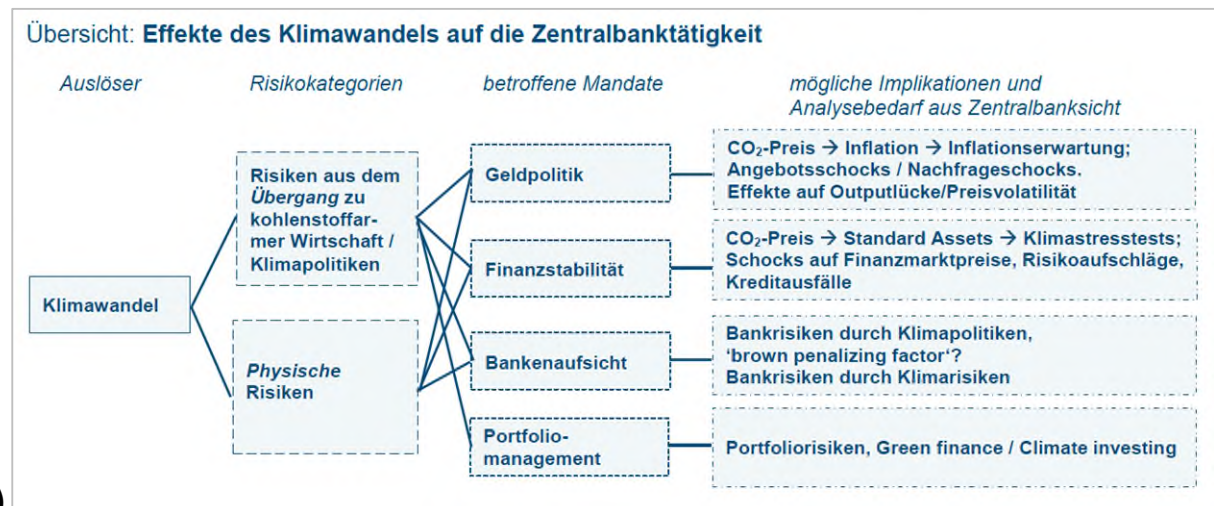 Übersicht: Effekte des Klimawandels auf die Zentralbanktätigkeit
Auslöser
Risikokategorien
betroffene Mandate
mögliche Implikationen und
Analysebedarf aus Zentralbanksicht
Klimawandel
Risiken aus dem
Übergang zu
kohlenstoffar-
mer Wirtschaft /
Klimapolitiken
Physische
Risiken
Geldpolitik
Finanzstabilität
Bankenaufsicht
Portfolio-
management
CO₂-Preis → Inflation → Inflationserwartung;
Angebotsschocks / Nachfrageschocks.
Effekte auf Outputlücke/Preisvolatilität
CO₂-Preis → Standard Assets → Klimastresstests;
Schocks auf Finanzmarktpreise, Risikoaufschläge,
Kreditausfälle
Bankrisiken durch Klimapolitiken,
‘brown penalizing factor‘?
Bankrisiken durch Klimarisiken
Portfoliorisiken, Green finance / Climate investing